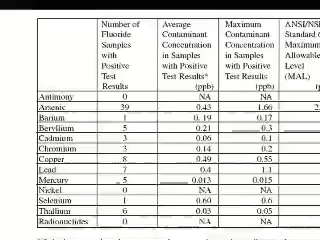 Number of Average Maximum ANSI/NSF
Fluoride Contaminant Contaminant Standard
Samples Concentration Concentration Maximum
with in Samples in Samples Allowable
Positive with Positive with Positive Level
Test Test Results* Test Results (MAL)
Results (ppb) (ppb)
Antimony 0 NA NA
Arsenic 39 0.43 1.66
Barium 1 0. 19 0.17
Beryllium 5 0.21 0.3
Cadmium 3 0.06 0.1
Chromium 3 0.14 0.2
Copper 8 0.49 0.55
Lead 7 0.4 1.1
Mercury 5 0.013 0.015
Nickel 0 NA NA
Selenium 1 0.60 0.6
Thallium 6 0.03 0.05
Radionuclides 0 NA NA